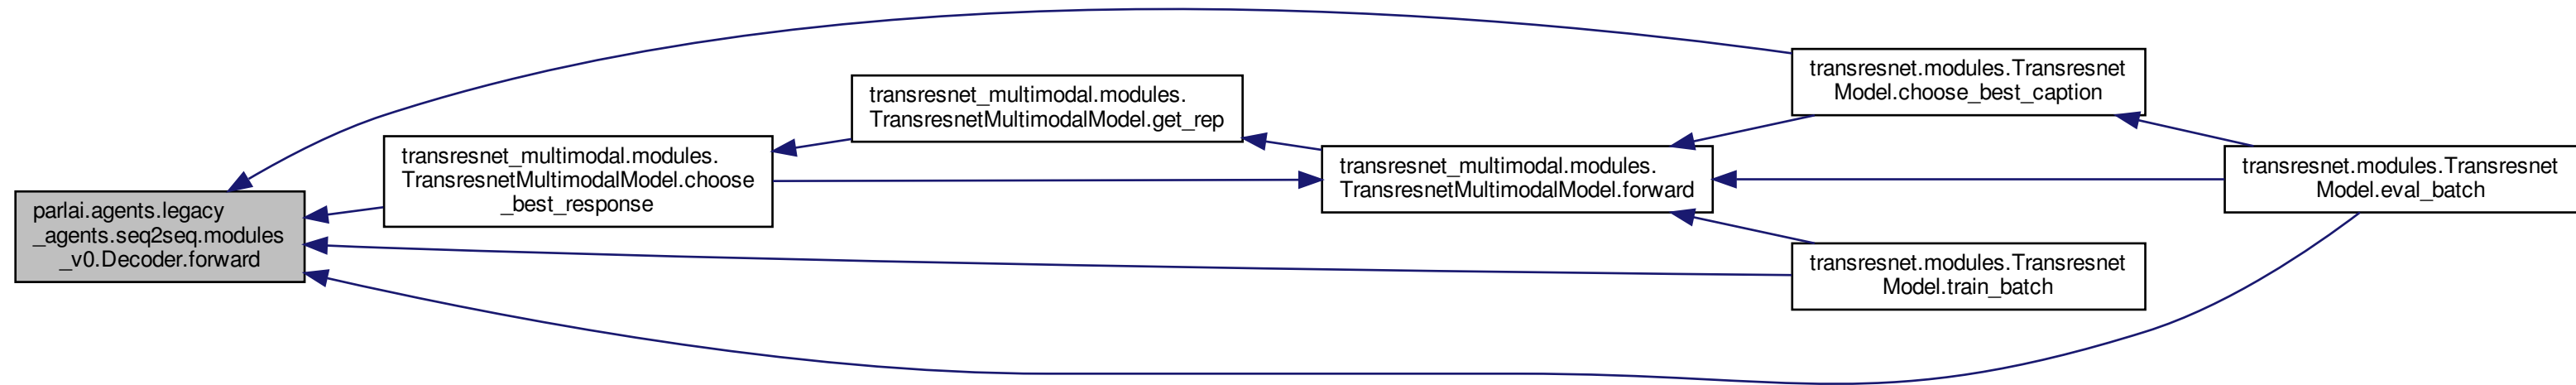 parlai.agents.legacy
_agents.seq2seq.modules
_v0.Decoder.forward
transresnet_multimodal.modules.
TransresnetMultimodalModel.choose
_best_response
transresnet_multimodal.modules.
TransresnetMultimodalModel.get_rep
transresnet_multimodal.modules.
TransresnetMultimodalModel.forward
transresnet.modules.Transresnet
Model.choose_best_caption
transresnet.modules.Transresnet
Model.train_batch
transresnet.modules.Transresnet
Model.eval_batch